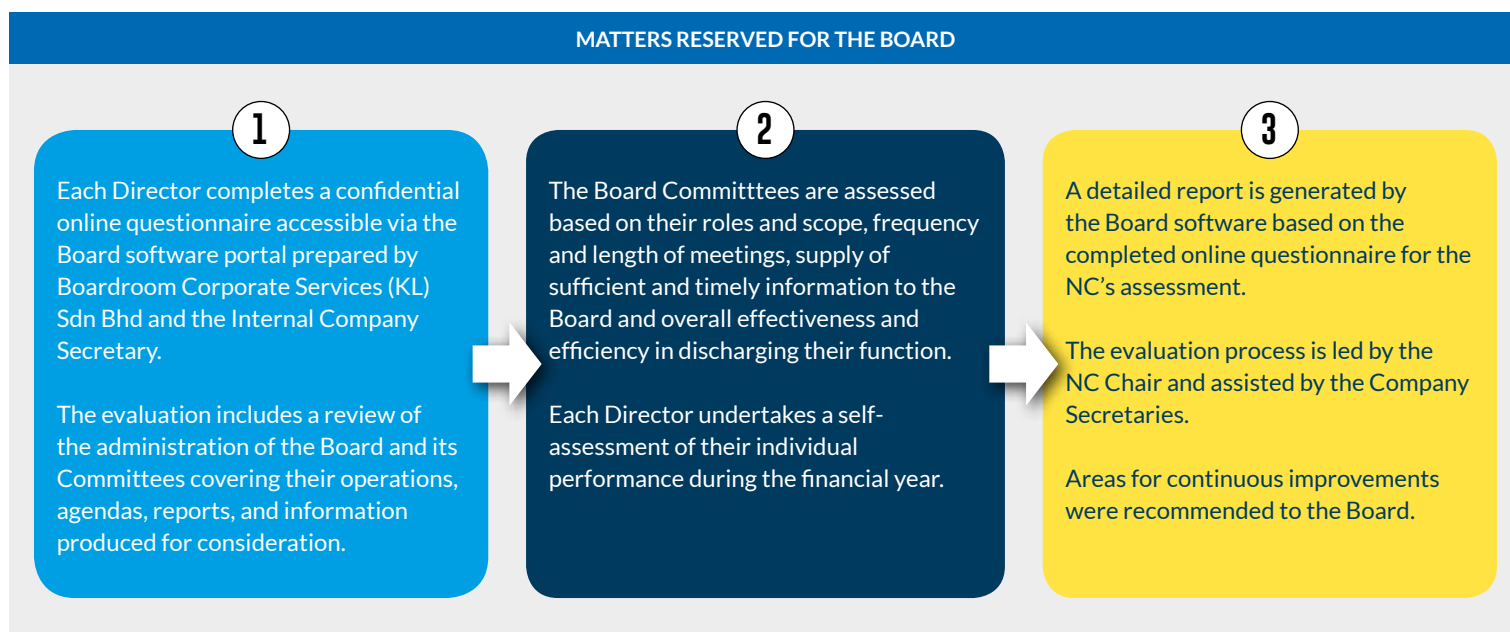 MATTERS RESERVED FOR THE BOARD
1
Each Director completes a confidential
online questionnaire accessible via the
Board software portal prepared by
Boardroom Corporate Services (KL)
Sdn Bhd and the Internal Company
Secretary.
The evaluation includes a review of
the administration of the Board and its
Committees covering their operations,
agendas, reports, and information
produced for consideration.
2
The Board Committtees are assessed
based on their roles and scope, frequency
and length of meetings, supply of
sufficient and timely information to the
Board and overall effectiveness and
efficiency in discharging their function.
Each Director undertakes a self-
assessment of their individual
performance during the financial year.
3
A detailed report is generated by
the Board software based on the
completed online questionnaire for the
NC's assessment.
The evaluation process is led by the
NC Chair and assisted by the Company
Secretaries.
Areas for continuous improvements
were recommended to the Board.